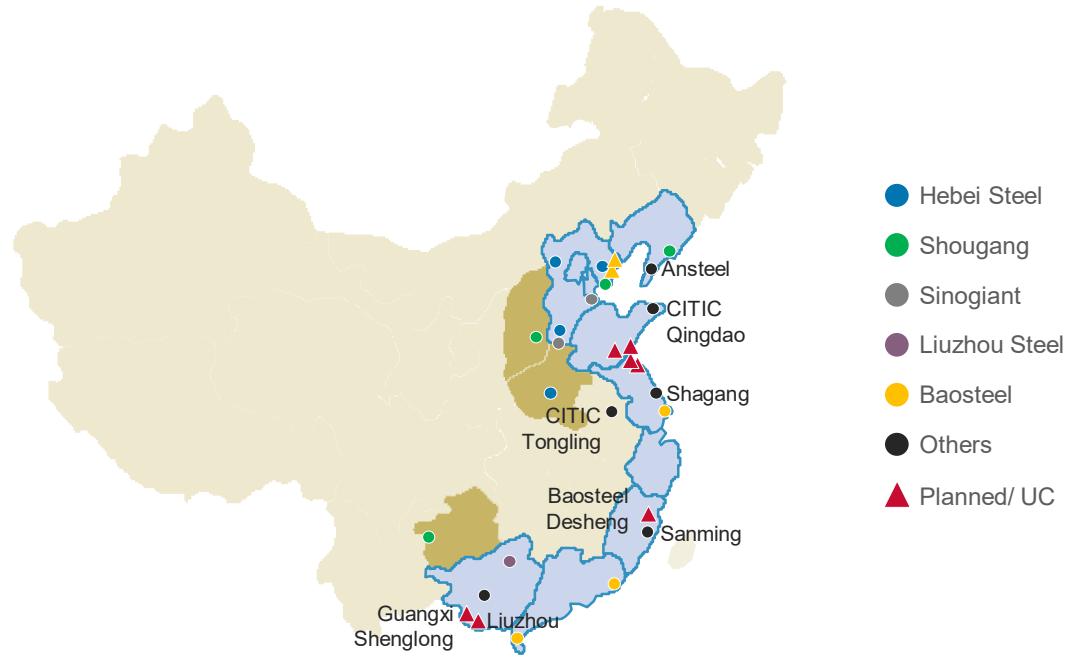 Hebei Steel
Shougang
Ansteel
Sinogiant
CITIC
Qingdao
Liuzhou Steel
Shagang
Baosteel
CITIC
Tongling
Others
Baosteel
Desheng
Planned/ UC
Sanming
Guangxi
Shenglong
Liuzhou